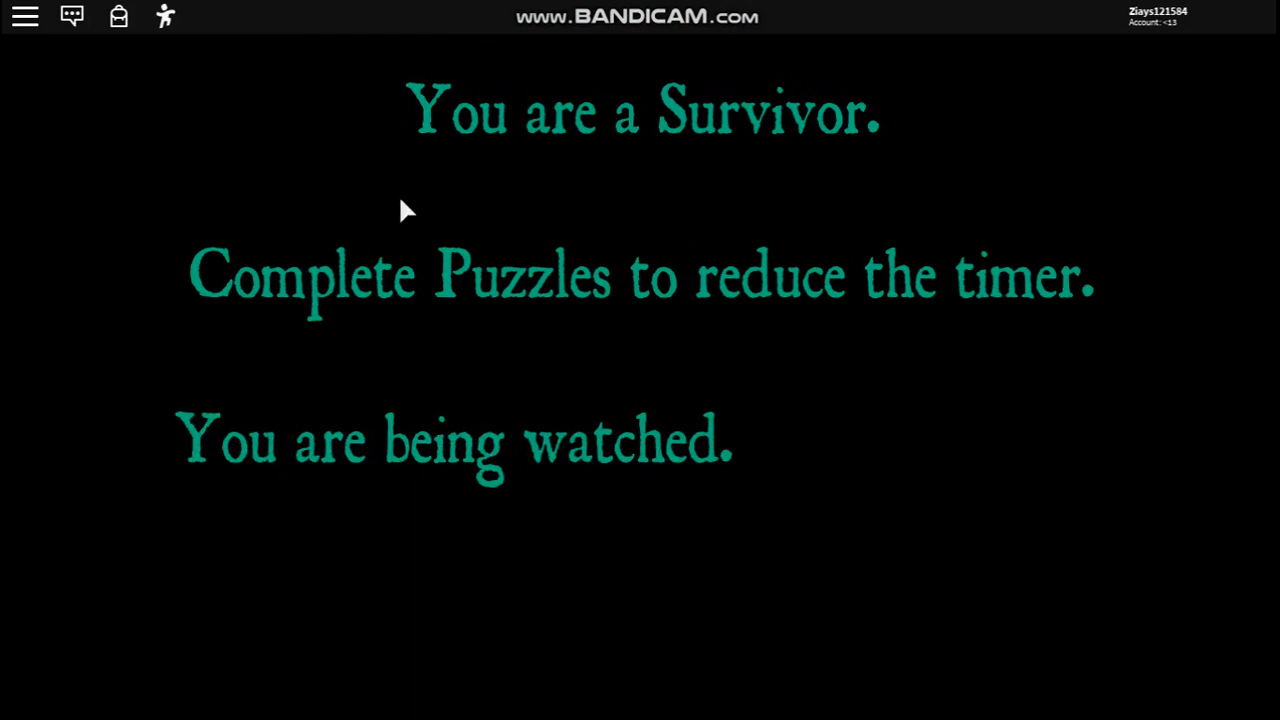 www.BANDICAM.com
Ziays121584
Account: <13
You are a Survivor.
Complete Puzzles to reduce the timer.
You are being watched.